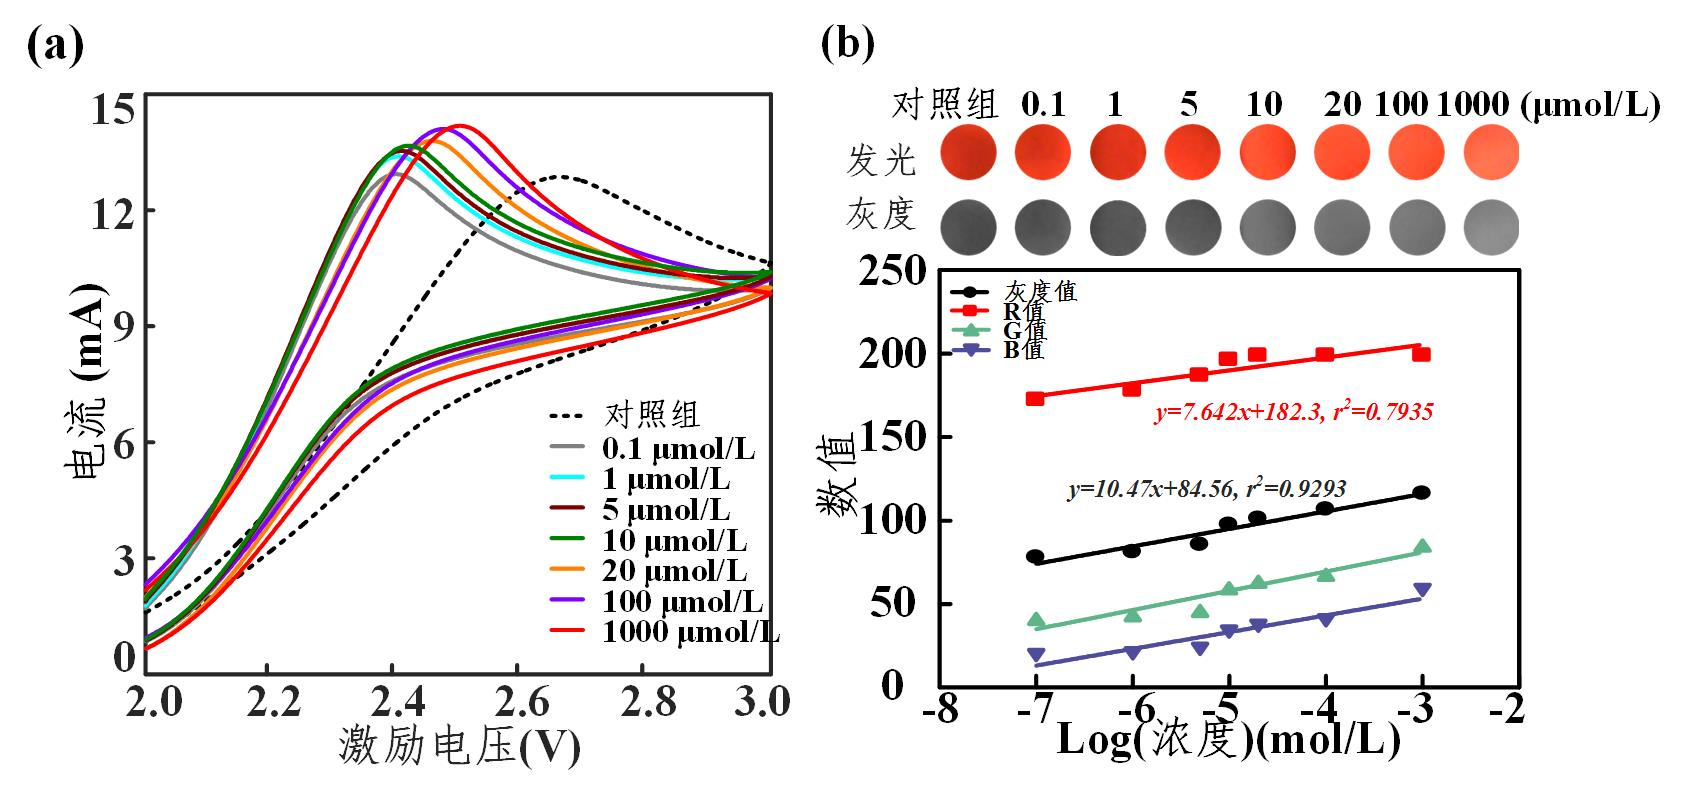 (a)
15
12
9
6
3
0
电流 (mA)
对照组
0.1 μmol/L
1 μmol/L
5 μmol/L
10 μmol/L
20 μmol/L
100 μmol/L
1000 μmol/L
2.0 2.2 2.4 2.6 2.8 3.0
激励电压(V)
(b)
对照组 0.1 1 5 10 20 100 1000 (μmol/L)
发光
灰度
250
200
150
100
50
0
数值
灰度值
R值
G值
B值
y=7.642x+182.3, r²=0.7935
y=10.47x+84.56, r²=0.9293
-8 -7 -6 -5 -4 -3 -2
Log(浓度)(mol/L)